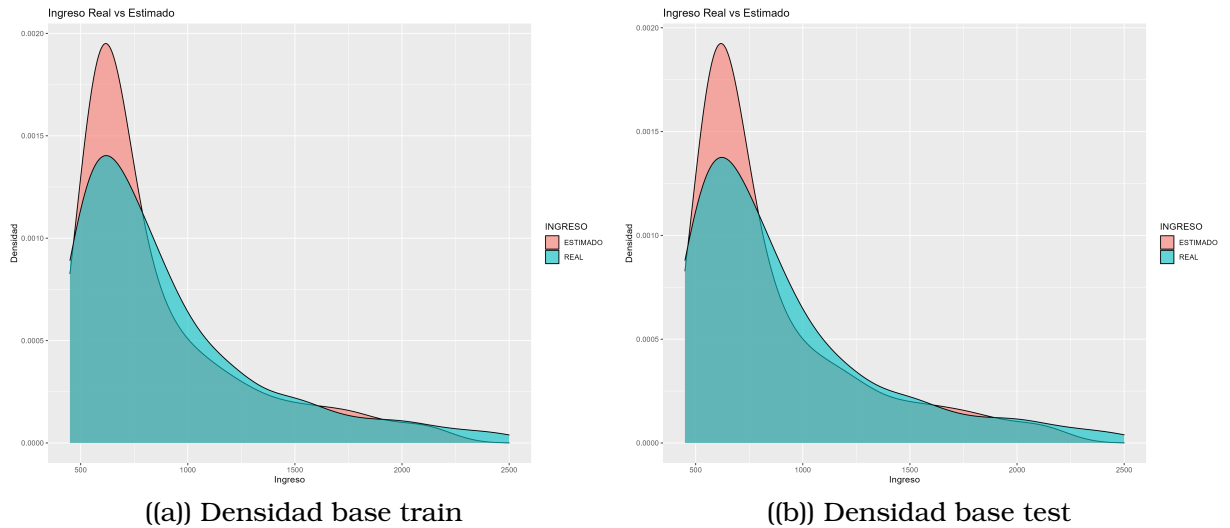 Ingreso Real vs Estimado
0.0020
0.0015
0.0010
0.0005
0.0000
Densidad
500 1000 1500 2000 2500
Ingreso
INGRESO
ESTIMADO
REAL
((a)) Densidad base train
Ingreso Real vs Estimado
0.0020
0.0015
0.0010
0.0005
0.0000
Densidad
500 1000 1500 2000 2500
Ingreso
INGRESO
ESTIMADO
REAL
((b)) Densidad base test